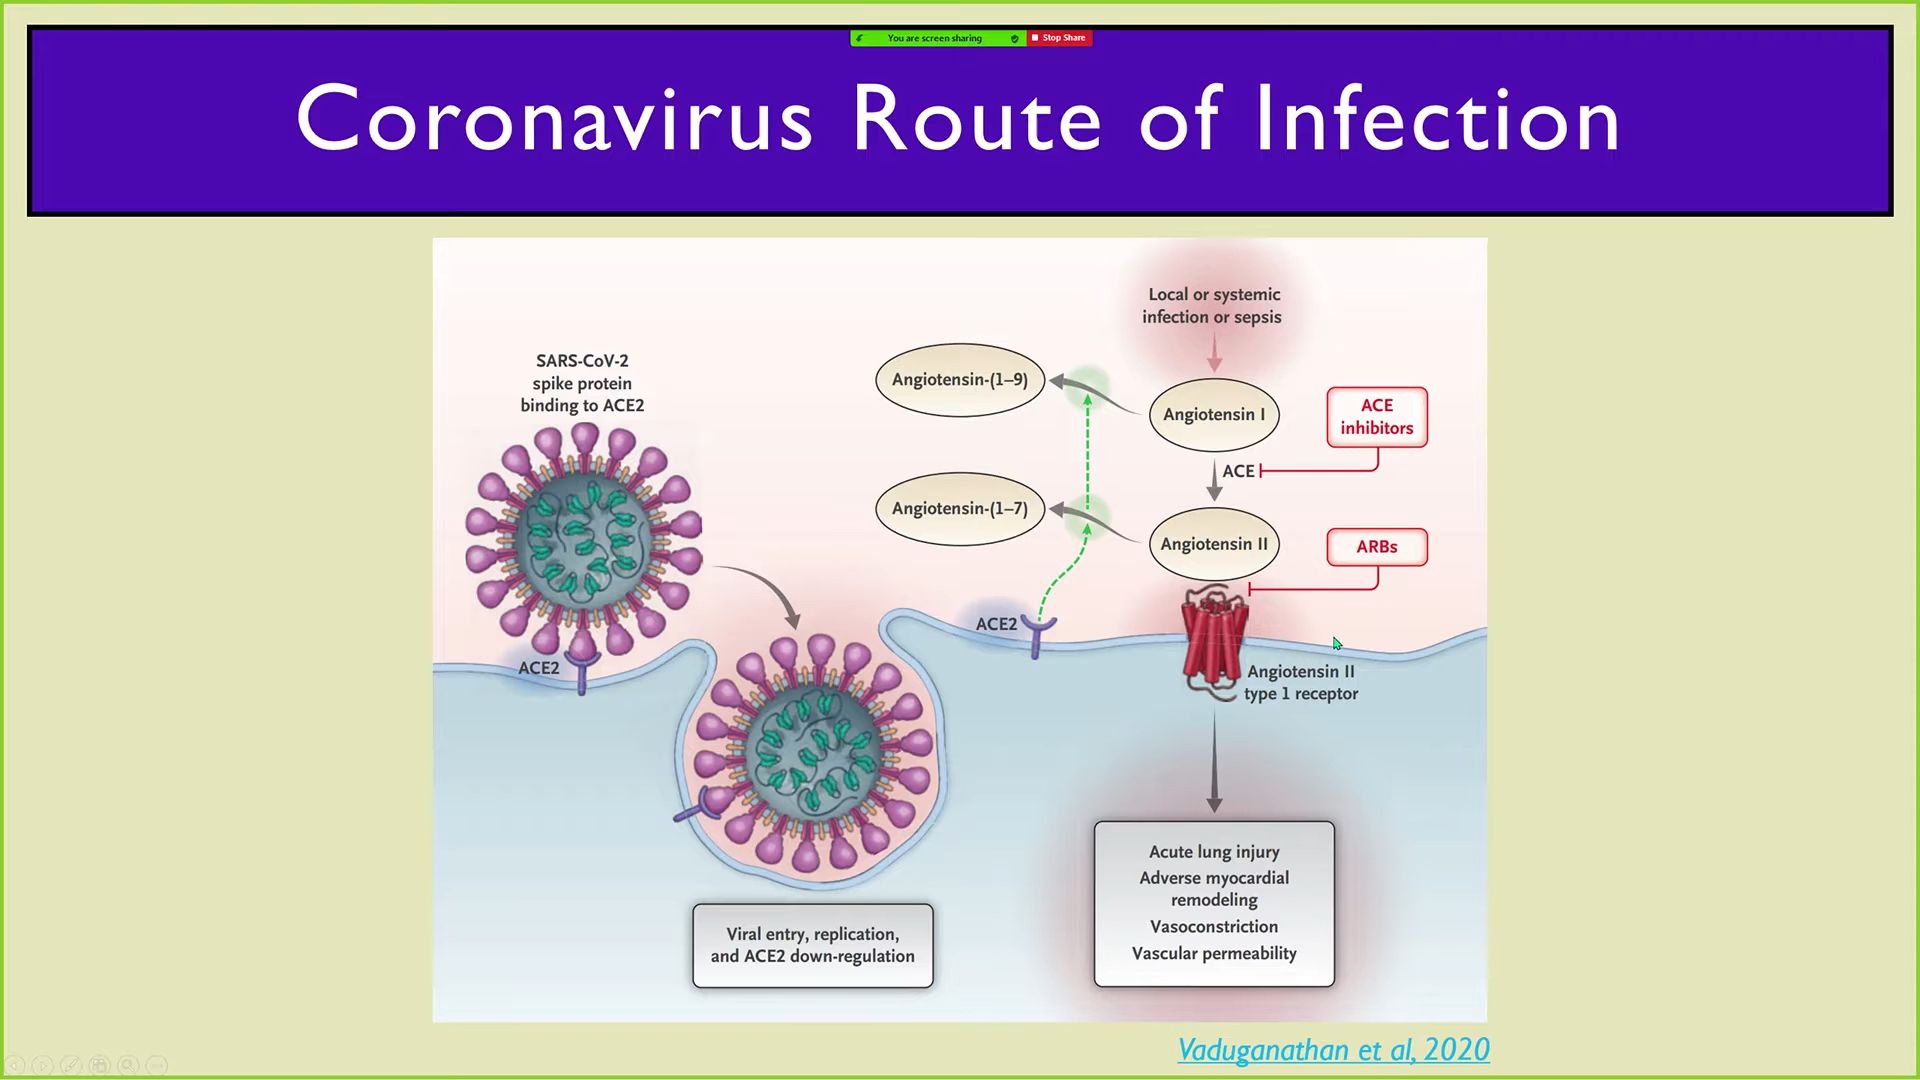 You are screen sharing
Stop Share
Coronavirus Route of Infection
Local or systemic
infection or sepsis
SARS-CoV-2
spike protein
binding to ACE2
Angiotensin-(1–9)
Angiotensin I
ACE
inhibitors
ACE
Angiotensin-(1–7)
Angiotensin II
ARBs
ACE2
ACE2
Angiotensin II
type 1 receptor
Viral entry, replication,
and ACE2 down-regulation
Acute lung injury
Adverse myocardial
remodeling
Vasoconstriction
Vascular permeability
Vaduganathan et al, 2020